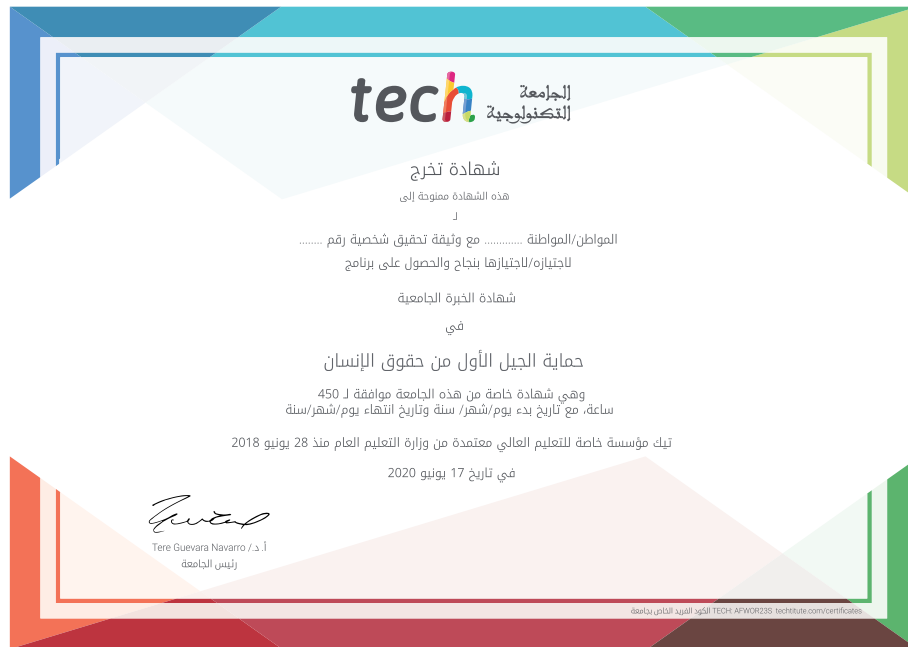 tech الجامعة
التكنولوجية
شهادة تخرج
هذه الشهادة ممنوحة إلى
لـ
المواطن/المواطنة ............ مع وثيقة تحقيق شخصية رقم ........
لاجتيازه/لاجتيازها بنجاح والحصول على برنامج
شهادة الخبرة الجامعية
في
حماية الجيل الأول من حقوق الإنسان
وهي شهادة خاصة من هذه الجامعة موافقة لـ 450
ساعة، مع تاريخ بدء يوم/شهر/ سنة وتاريخ انتهاء يوم/شهر/سنة
تيك مؤسسة خاصة للتعليم العالي معتمدة من وزارة التعليم العام منذ 28 يونيو 2018
في تاريخ 17 يونيو 2020
أ. د./ Tere Guevara Navarro
رئيس الجامعة
الكود الفريد الخاص بجامعة TECH: AFWOR23S techtitute.com/certificates